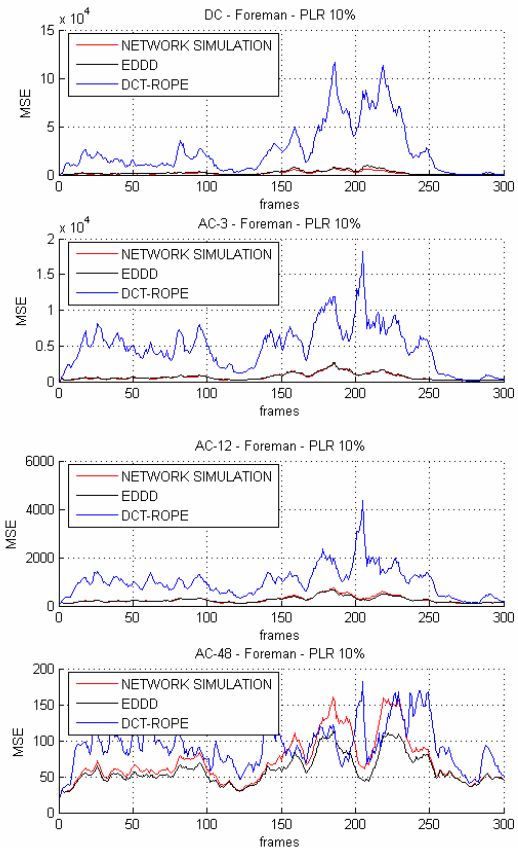 DC - Foreman - PLR 10%
x 10⁴
15
10
5
0
MSE
NETWORK SIMULATION
EDDD
DCT-ROPE
0 50 100 150 200 250 300
frames
AC-3 - Foreman - PLR 10%
x 10⁴
2
1.5
1
0.5
0
MSE
NETWORK SIMULATION
EDDD
DCT-ROPE
0 50 100 150 200 250 300
frames
AC-12 - Foreman - PLR 10%
6000
4000
2000
0
MSE
NETWORK SIMULATION
EDDD
DCT-ROPE
0 50 100 150 200 250 300
frames
AC-48 - Foreman - PLR 10%
200
150
100
50
0
MSE
NETWORK SIMULATION
EDDD
DCT-ROPE
0 50 100 150 200 250 300
frames